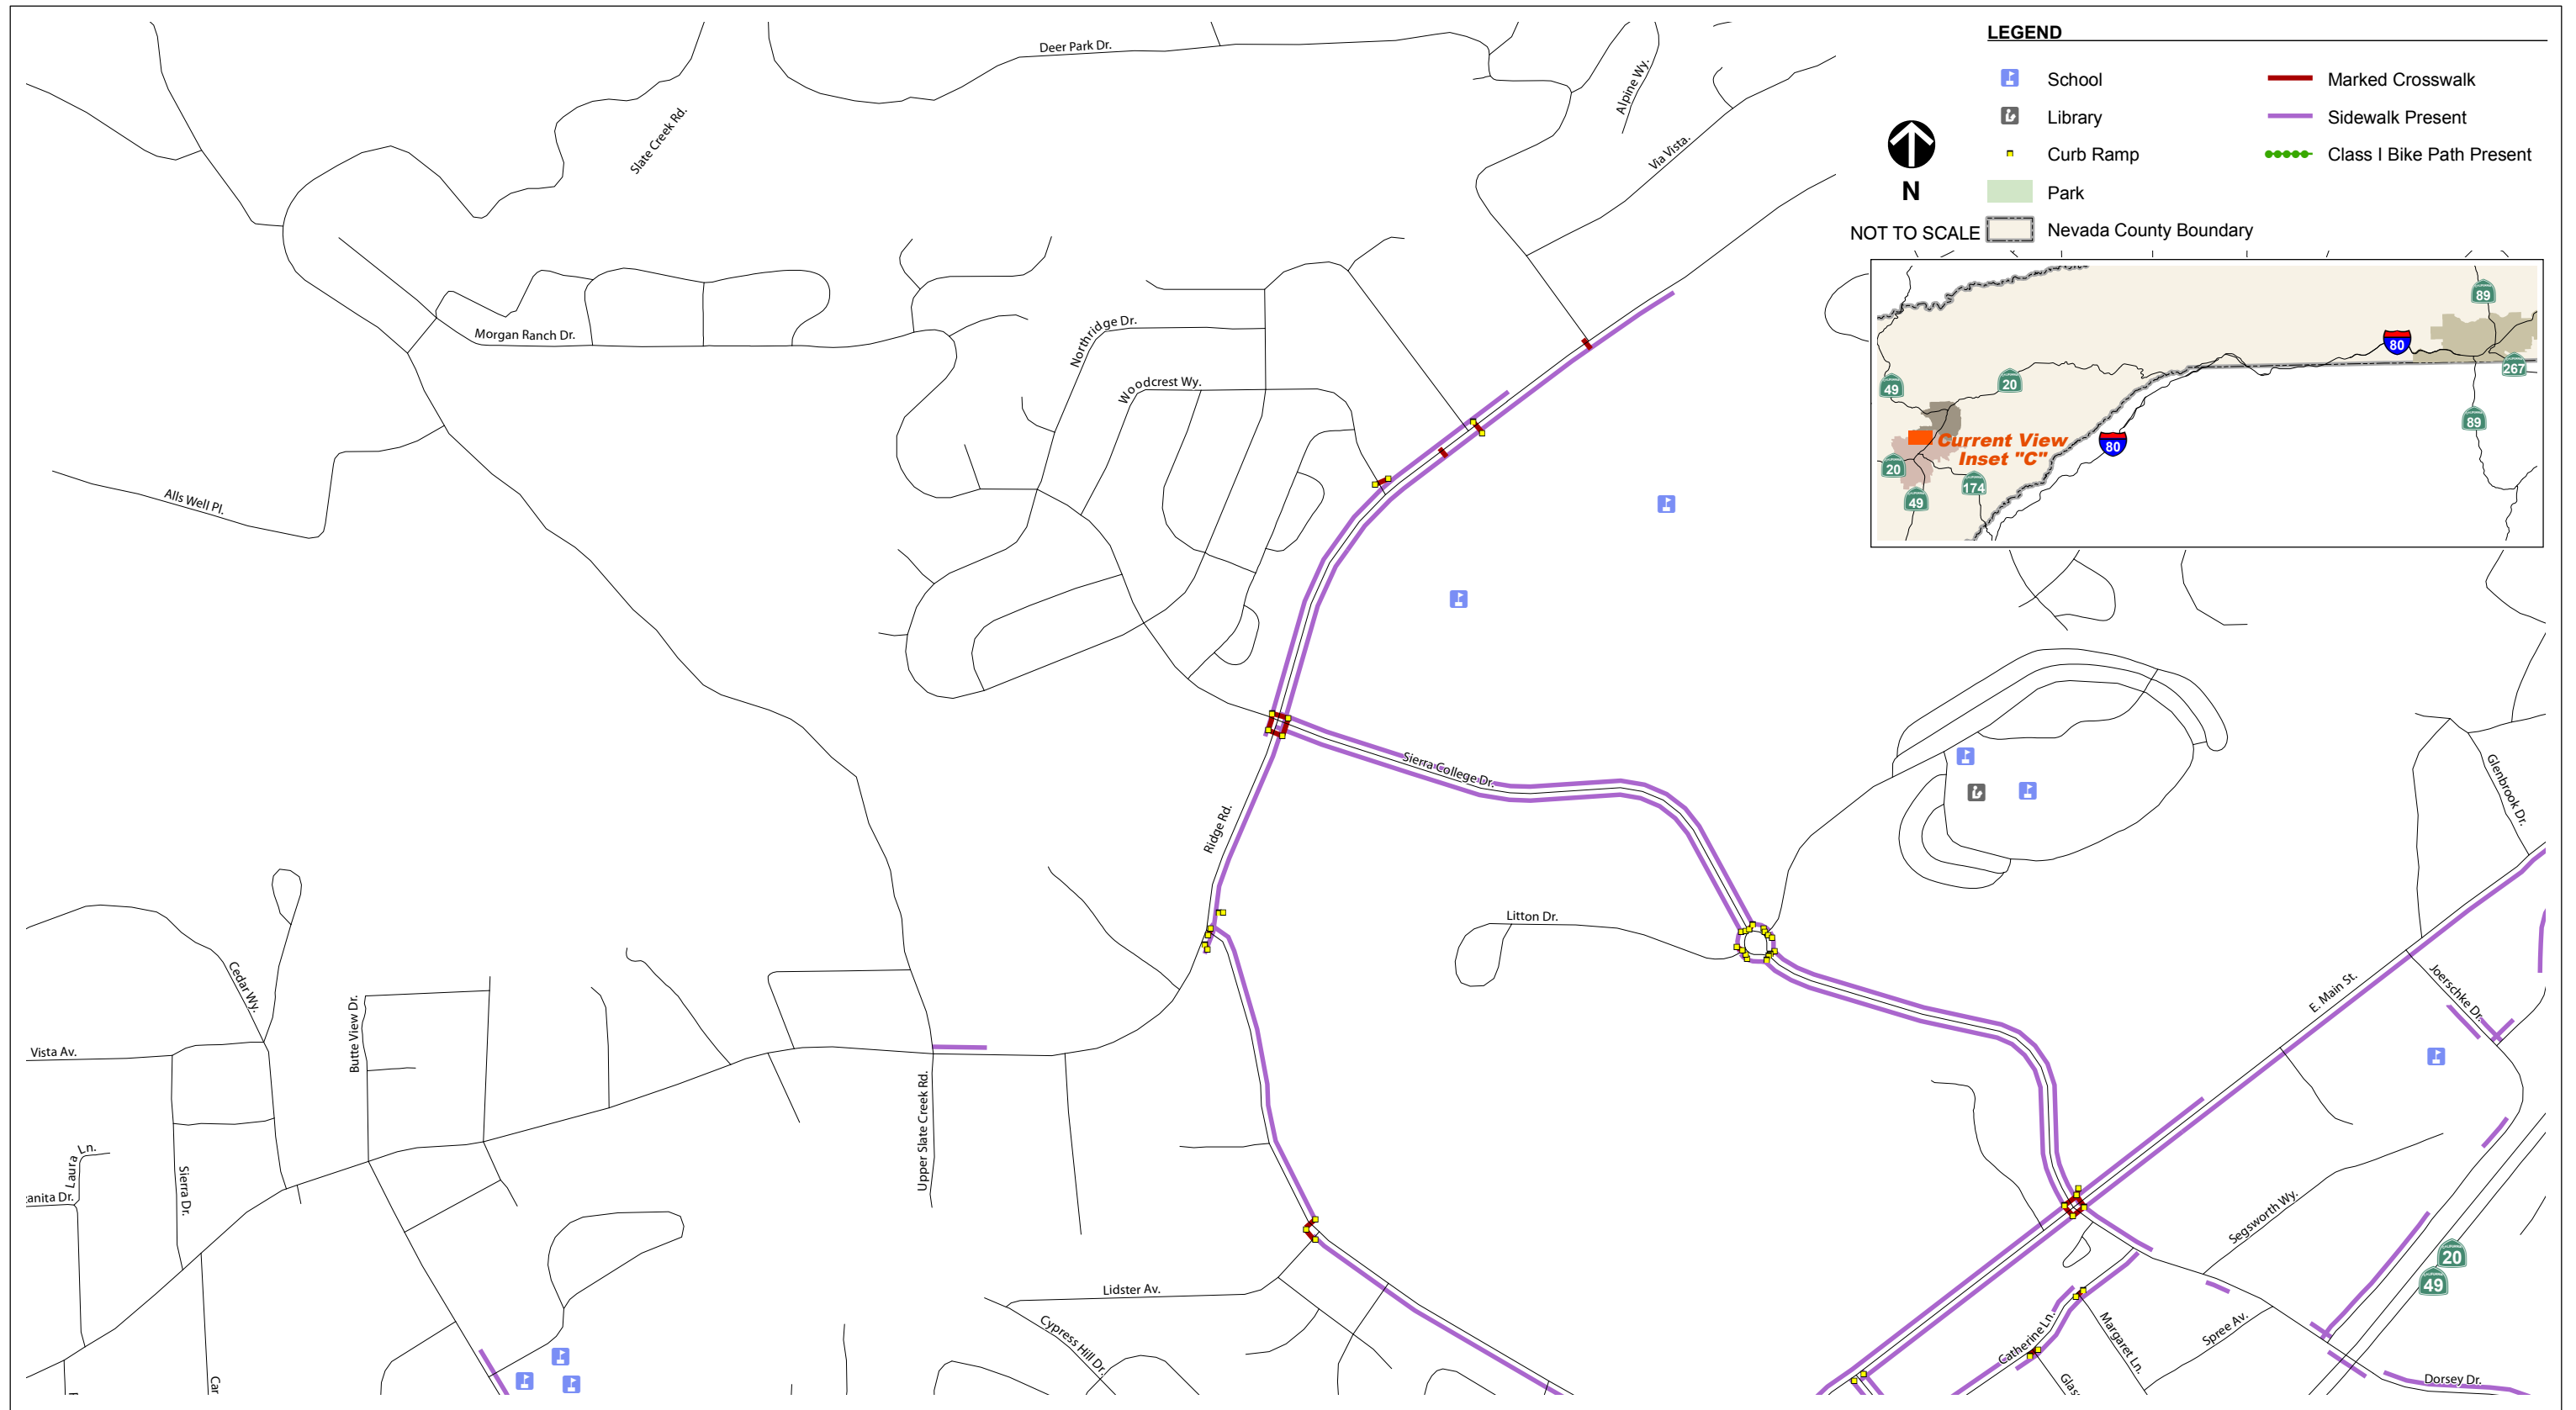 LEGEND
School
Library
Curb Ramp
Park
Nevada County Boundary
Marked Crosswalk
Sidewalk Present
Class I Bike Path Present
N
NOT TO SCALE
89
80
267
49
20
89
80
Current View
Inset "C"
20
174
49
Deer Park Dr.
Alpine Wy.
Slate Creek Rd.
Via Vista.
Morgan Ranch Dr.
Northridge Dr.
Woodcrest Wy.
Alls Well Pl.
Sierra College Dr.
Ridge Rd.
Glenbrook Dr.
Litton Dr.
Cedar Wy.
E. Main St.
Joerschke Dr.
Butte View Dr.
Vista Av.
Upper Slate Creek Rd.
Laura Ln.
anita Dr.
Sierra Dr.
Segsworth Wy.
20
49
Lidster Av.
Cypress Hill Dr.
Catherine Ln.
Margaret Ln.
Spree Av.
Dorsey Dr.
Car
Glas